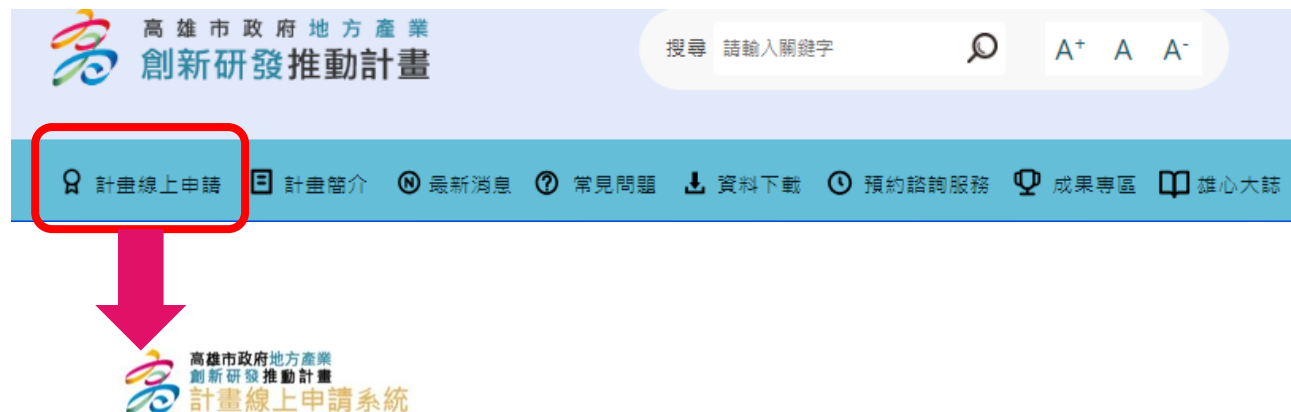 高雄市政府地方產業
創新研發推動計畫
搜尋 請輸入關鍵字 A+ A A-
計畫線上申請 計畫簡介 最新消息 常見問題 資料下載 預約諮詢服務 成果專區 雄心大誌
高雄市政府地方產業
創新研發推動計畫
計畫線上申請系統